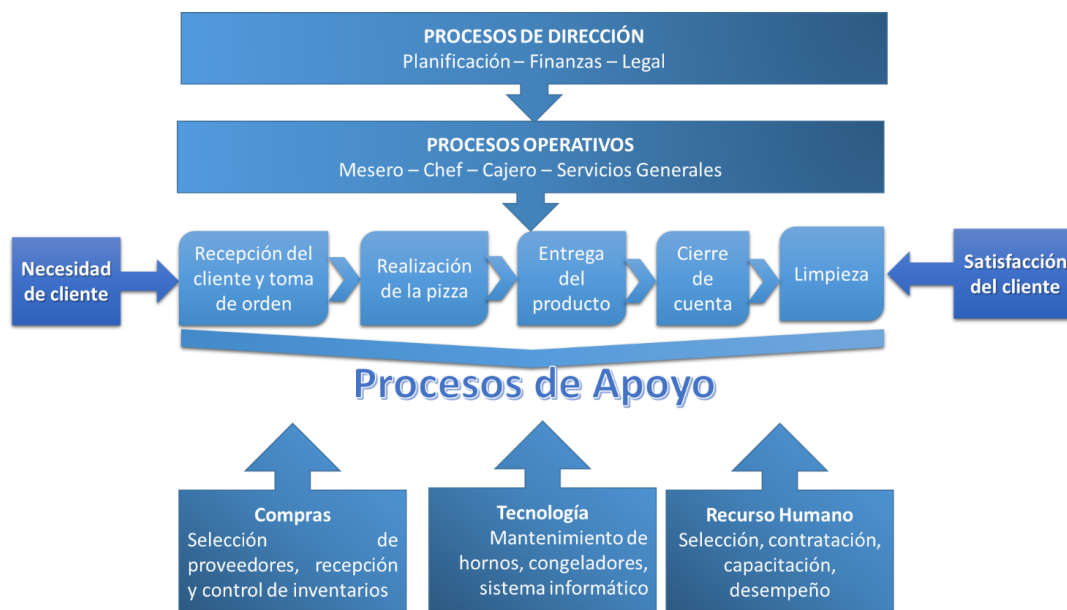 PROCESOS DE DIRECCIÓN
Planificación – Finanzas – Legal
PROCESOS OPERATIVOS
Mesero – Chef – Cajero – Servicios Generales
Necesidad
de cliente
Recepción del
cliente y toma
de orden
Realización
de la pizza
Entrega
del
producto
Cierre
de
cuenta
Limpieza
Satisfacción
del cliente
Procesos de Apoyo
Compras
Selección de
proveedores, recepción
y control de inventarios
Tecnología
Mantenimiento de
hornos, congeladores,
sistema informático
Recurso Humano
Selección, contratación,
capacitación,
desempeño